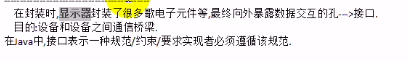 在封装时,显示器封装了很多歌电子元件等,最终向外暴露数据交互的孔--->接口.
目的:设备和设备之间通信桥梁.
在Java中,接口表示一种规范/约束/要求实现者必须遵循该规范.